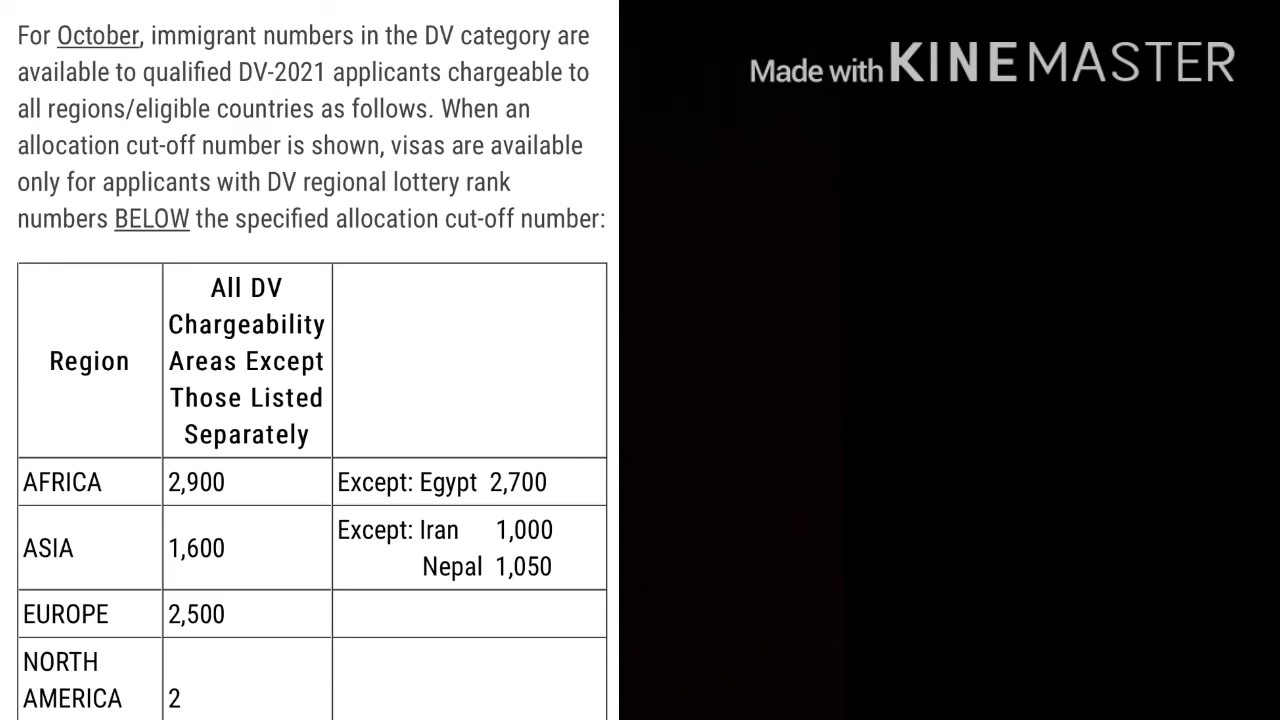 For October, immigrant numbers in the DV category are
available to qualified DV-2021 applicants chargeable to
all regions/eligible countries as follows. When an
allocation cut-off number is shown, visas are available
only for applicants with DV regional lottery rank
numbers BELOW the specified allocation cut-off number:
Made with KINEMASTER
Region
All DV
Chargeability
Areas Except
Those Listed
Separately
AFRICA 2,900 Except: Egypt 2,700
ASIA 1,600 Except: Iran 1,000
Nepal 1,050
EUROPE 2,500
NORTH
AMERICA 2